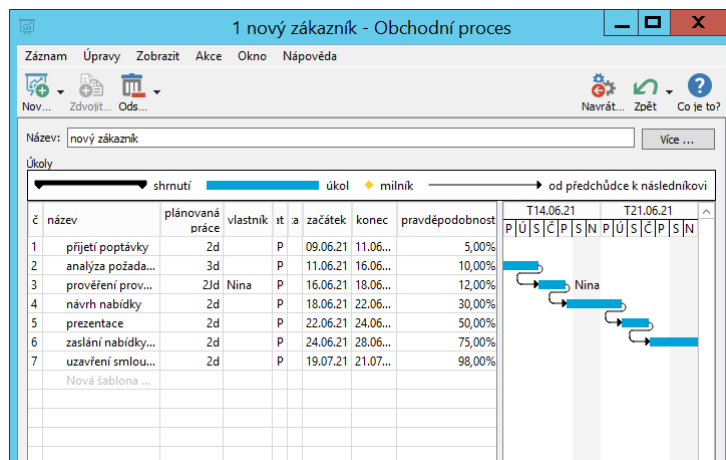 1 nový zákazník - Obchodní proces
Záznam Úpravy Zobrazit Akce Okno Nápověda
Nov... Zdvojit... Ods... Navrát... Zpět Co je to?
Název: nový zákazník Více ...
Úkoly
shrnutí úkol milník od předchůdce k následníkovi
č název plánovaná práce vlastník začátek konec pravděpodobnost T14.06.21 T21.06.21
P Ú S Č P S N P Ú S Č P S N
1 přijetí poptávky 2d P 09.06.21 11.06... 5,00%
2 analýza požada... 3d P 11.06.21 16.06... 10,00%
3 prověření prov... 2Jd Nina P 16.06.21 18.06... 12,00% Nina
4 návrh nabídky 2d P 18.06.21 22.06... 30,00%
5 prezentace 2d P 22.06.21 24.06... 50,00%
6 zaslání nabídky... 2d P 24.06.21 28.06... 75,00%
7 uzavření smlou... 2d P 19.07.21 21.07... 98,00%
Nová šablona ...